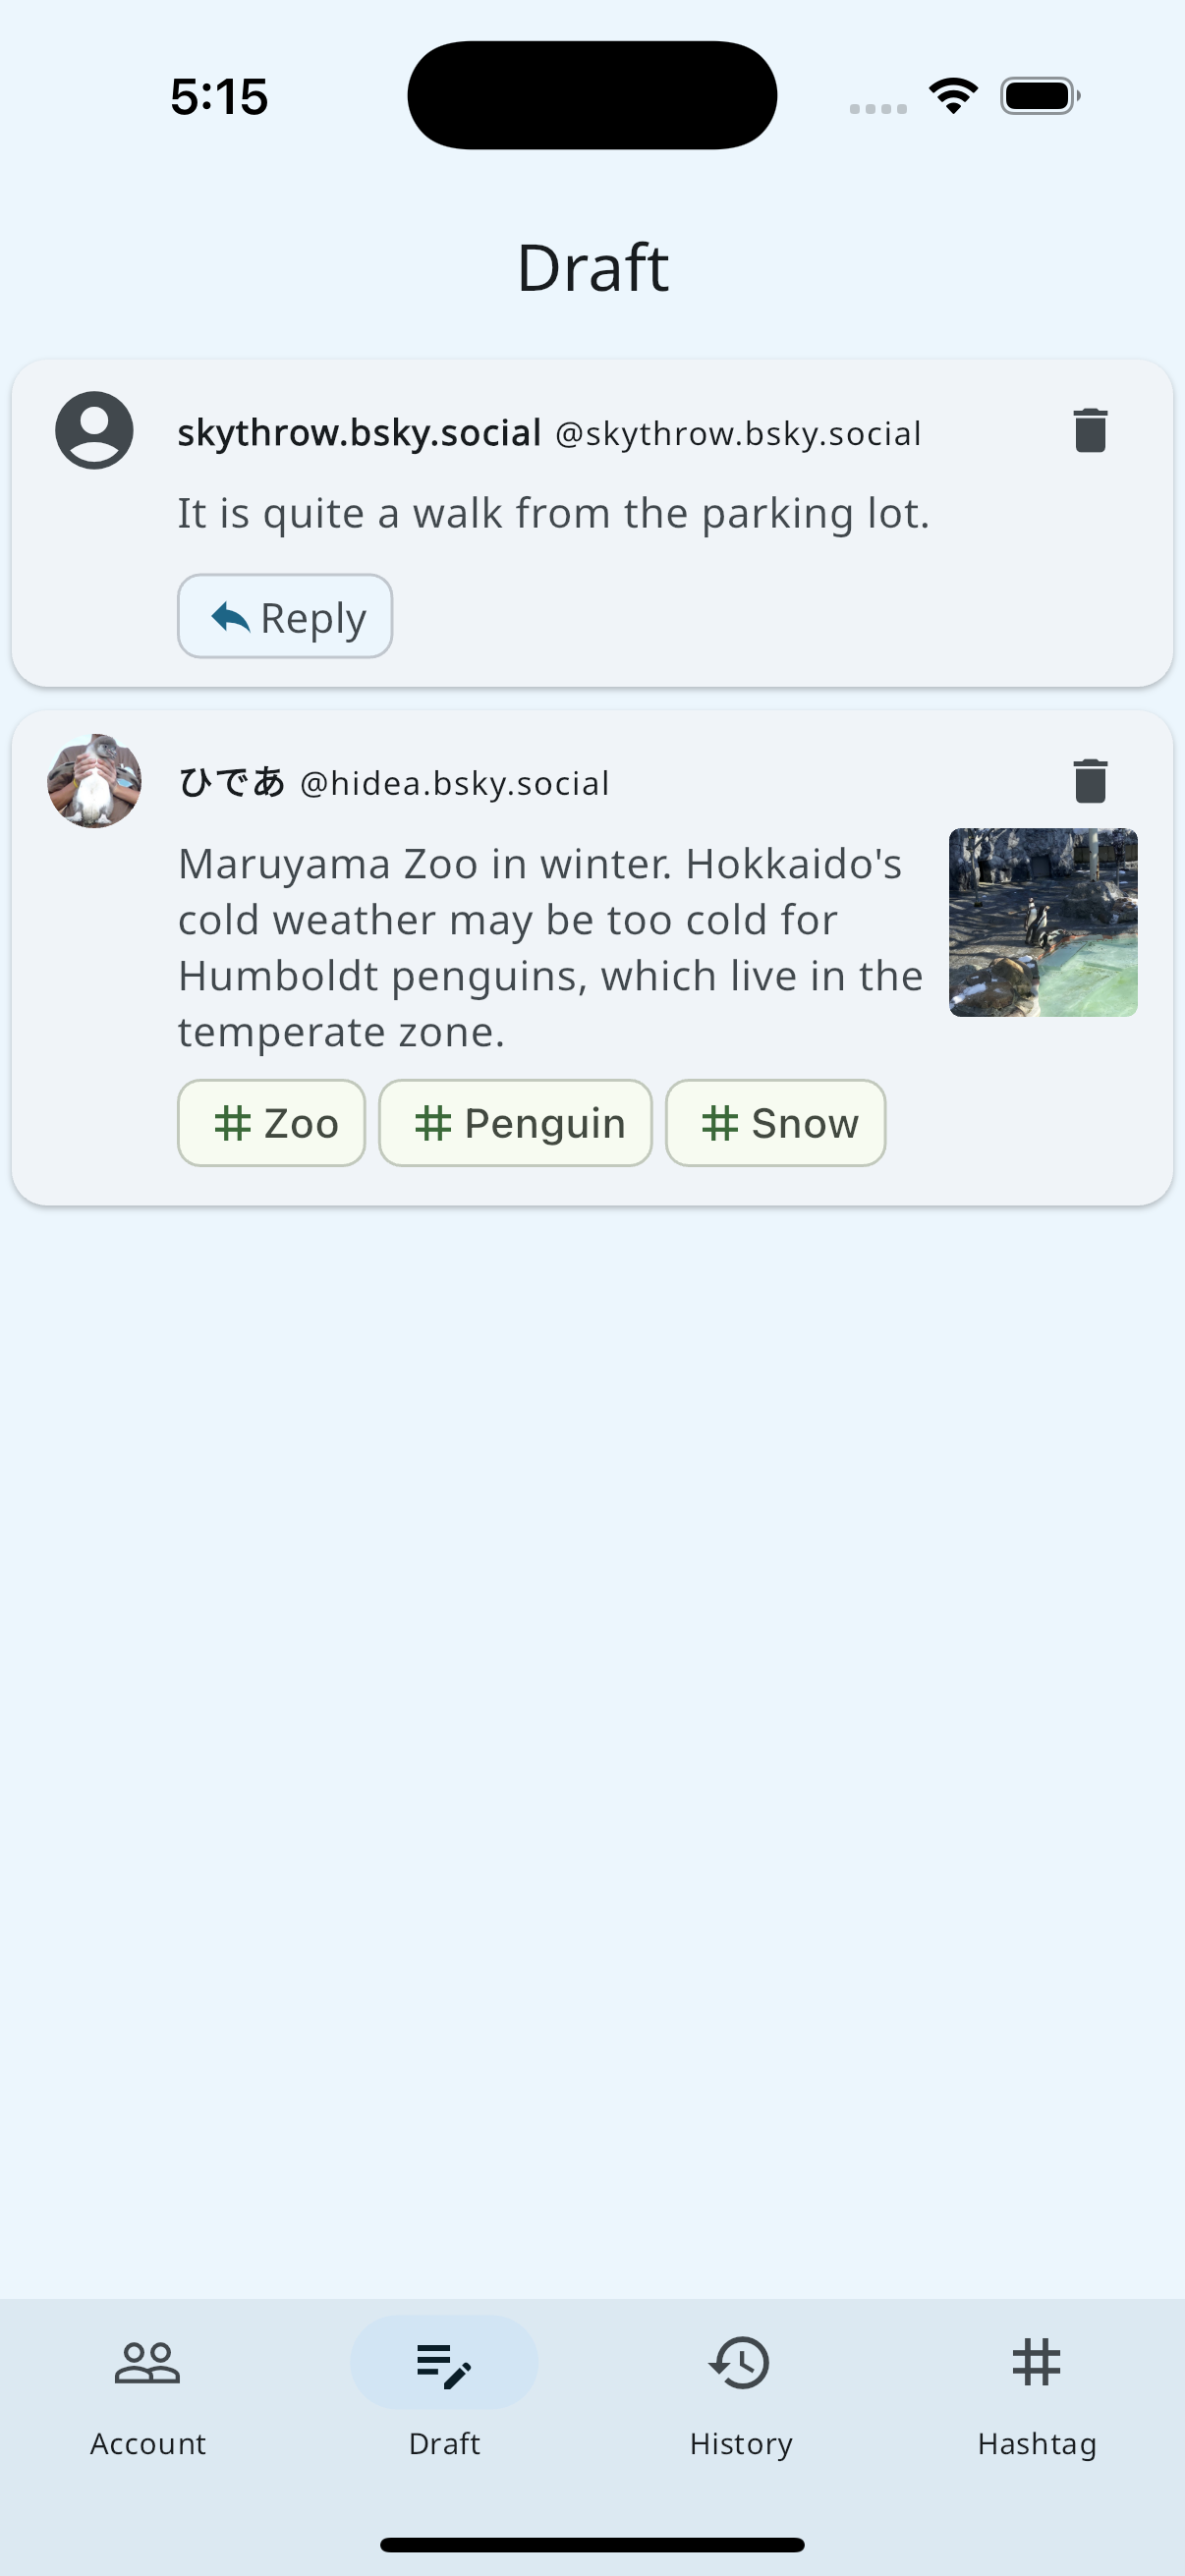 5:15
Draft
skythrow.bsky.social @skythrow.bsky.social
It is quite a walk from the parking lot.
Reply
ひであ @hidea.bsky.social
Maruyama Zoo in winter. Hokkaido's
cold weather may be too cold for
Humboldt penguins, which live in the
temperate zone.
# Zoo # Penguin # Snow
Account Draft History Hashtag